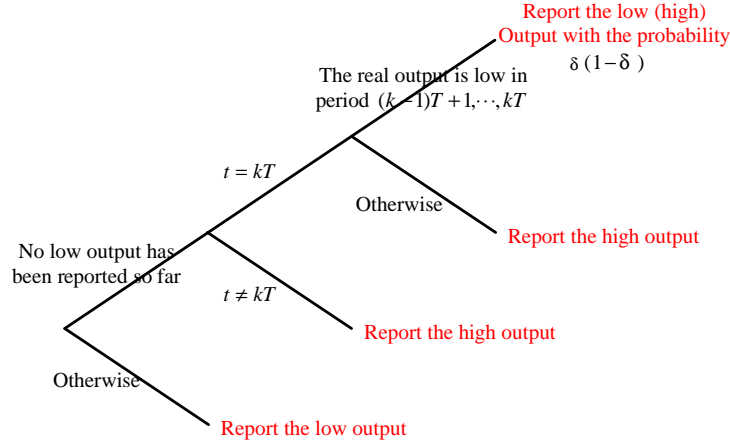 Report the low (high)
Output with the probability
δ (1−δ )
The real output is low in
period (k−1)T +1,⋯,kT
t = kT
Otherwise
Report the high output
No low output has
been reported so far
t ≠ kT
Report the high output
Otherwise
Report the low output